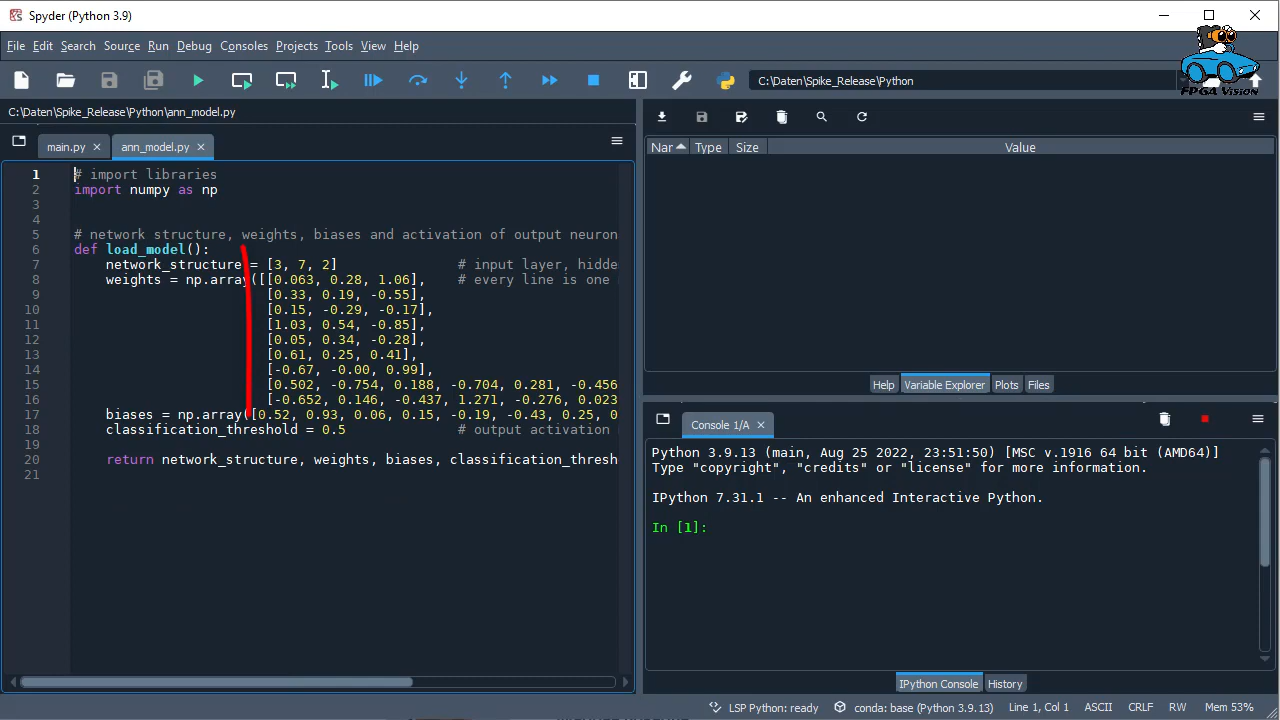 Spyder (Python 3.9)
File Edit Search Source Run Debug Consoles Projects Tools View Help
C:\Daten\Spike_Release\Python
FPGA Vision
C:\Daten\Spike_Release\Python\ann_model.py
main.py ann_model.py
1 # import libraries
2 import numpy as np
3
4
5 # network structure, weights, biases and activation of output neuron
6 def load_model():
7 network_structure = [3, 7, 2] # input layer, hidde
8 weights = np.array([[0.063, 0.28, 1.06], # every line is one
9 [0.33, 0.19, -0.55],
10 [0.15, -0.29, -0.17],
11 [1.03, 0.54, -0.85],
12 [0.05, 0.34, -0.28],
13 [0.61, 0.25, 0.41],
14 [-0.67, -0.00, 0.99],
15 [0.502, -0.754, 0.188, -0.704, 0.281, -0.456
16 [-0.652, 0.146, -0.437, 1.271, -0.276, 0.023
17 biases = np.array([0.52, 0.93, 0.06, 0.15, -0.19, -0.43, 0.25, 0
18 classification_threshold = 0.5 # output activation
19
20 return network_structure, weights, biases, classification_thresh
21
Nar Type Size Value
Help Variable Explorer Plots Files
Console 1/A
Python 3.9.13 (main, Aug 25 2022, 23:51:50) [MSC v.1916 64 bit (AMD64)]
Type "copyright", "credits" or "license" for more information.
IPython 7.31.1 -- An enhanced Interactive Python.
In [1]:
IPython Console History
LSP Python: ready conda: base (Python 3.9.13) Line 1, Col 1 ASCII CRLF RW Mem 53%